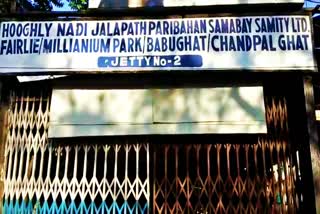 HOOGHLY NADI JALAPATH PARIBAHAN SAMABAY SAMITY LTD.
FAIRLIE/MILLIANIUM PARK/BABUGHAT/CHANDPAL GHAT
JETTY No-2